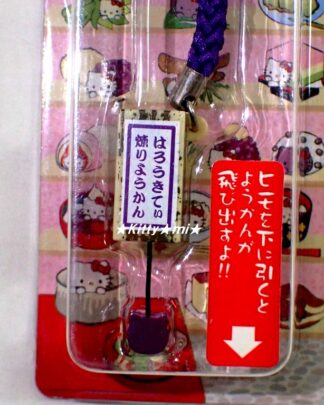 はろうきてぃ
煉りようかん
★Kitty★mi★
ヒモを下に引くと
ようかんが
飛び出すよ!!